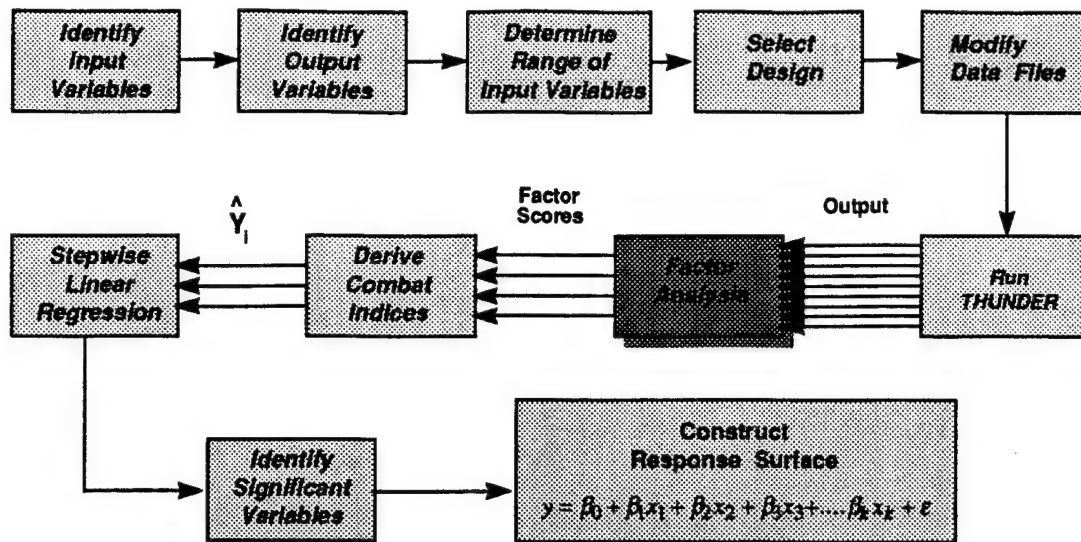 Identify
Input
Variables
Identify
Output
Variables
Determine
Range of
Input Variables
Select
Design
Modify
Data Files
Run
THUNDER
Output
Factor
Analysis
Factor
Scores
Derive
Combat
Indices
Ŷᵢ
Stepwise
Linear
Regression
Identify
Significant
Variables
Construct
Response Surface
y = β₀ + β₁x₁ + β₂x₂ + β₃x₃+....βₖxₖ + ε